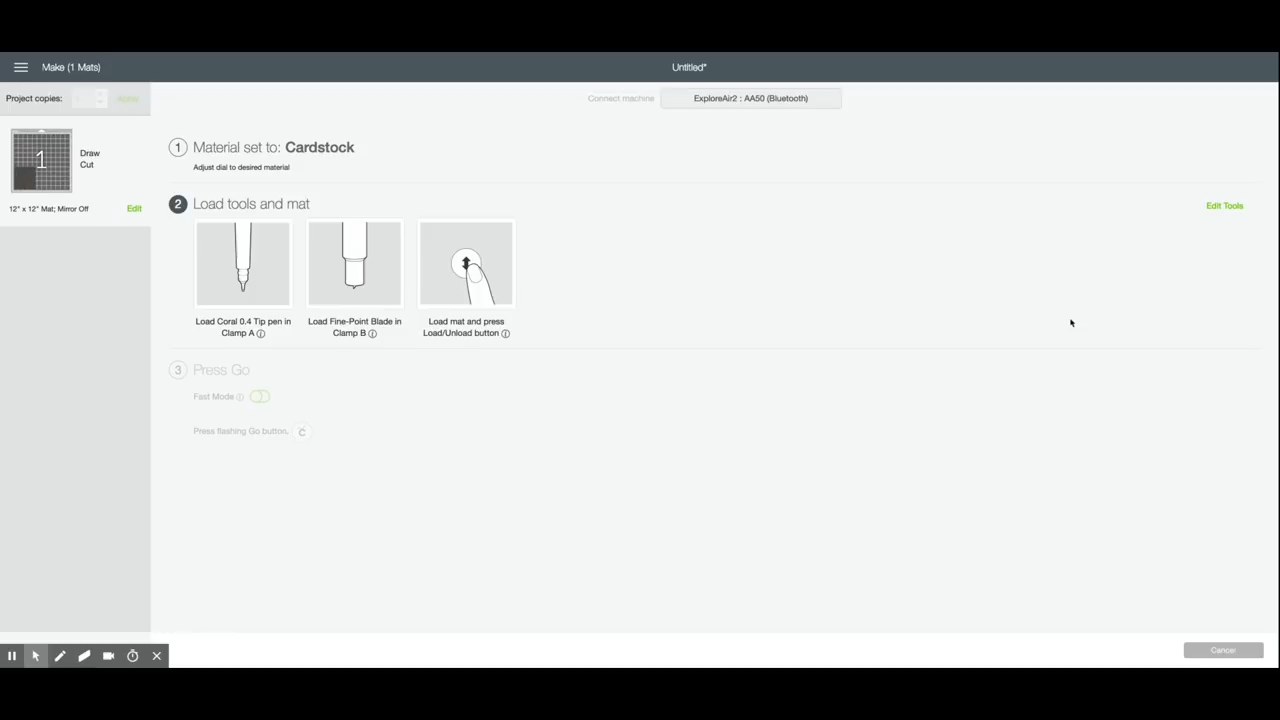 Make (1 Mats)
Untitled*
Project copies:
Apply
Connect machine
ExploreAir2 : AA50 (Bluetooth)
1
Draw
Cut
12" x 12" Mat; Mirror Off
Edit
1 Material set to: Cardstock
Adjust dial to desired material
2 Load tools and mat
Edit Tools
Load Coral 0.4 Tip pen in
Clamp A
Load Fine-Point Blade in
Clamp B
Load mat and press
Load/Unload button
3 Press Go
Fast Mode
Press flashing Go button.
Cancel